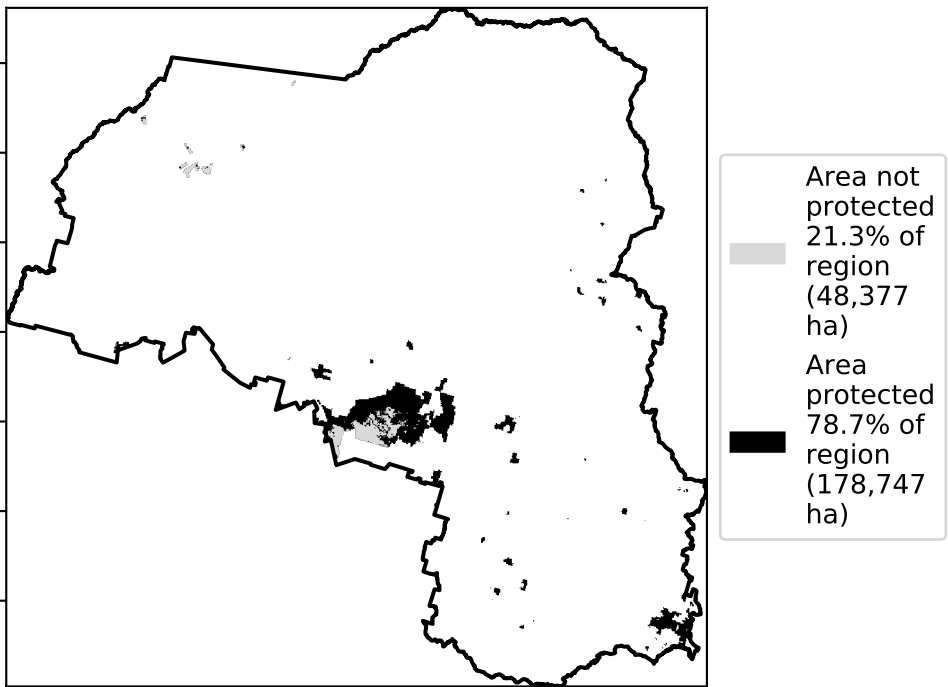 Area not
protected
21.3% of
region
(48,377
ha)
Area
protected
78.7% of
region
(178,747
ha)